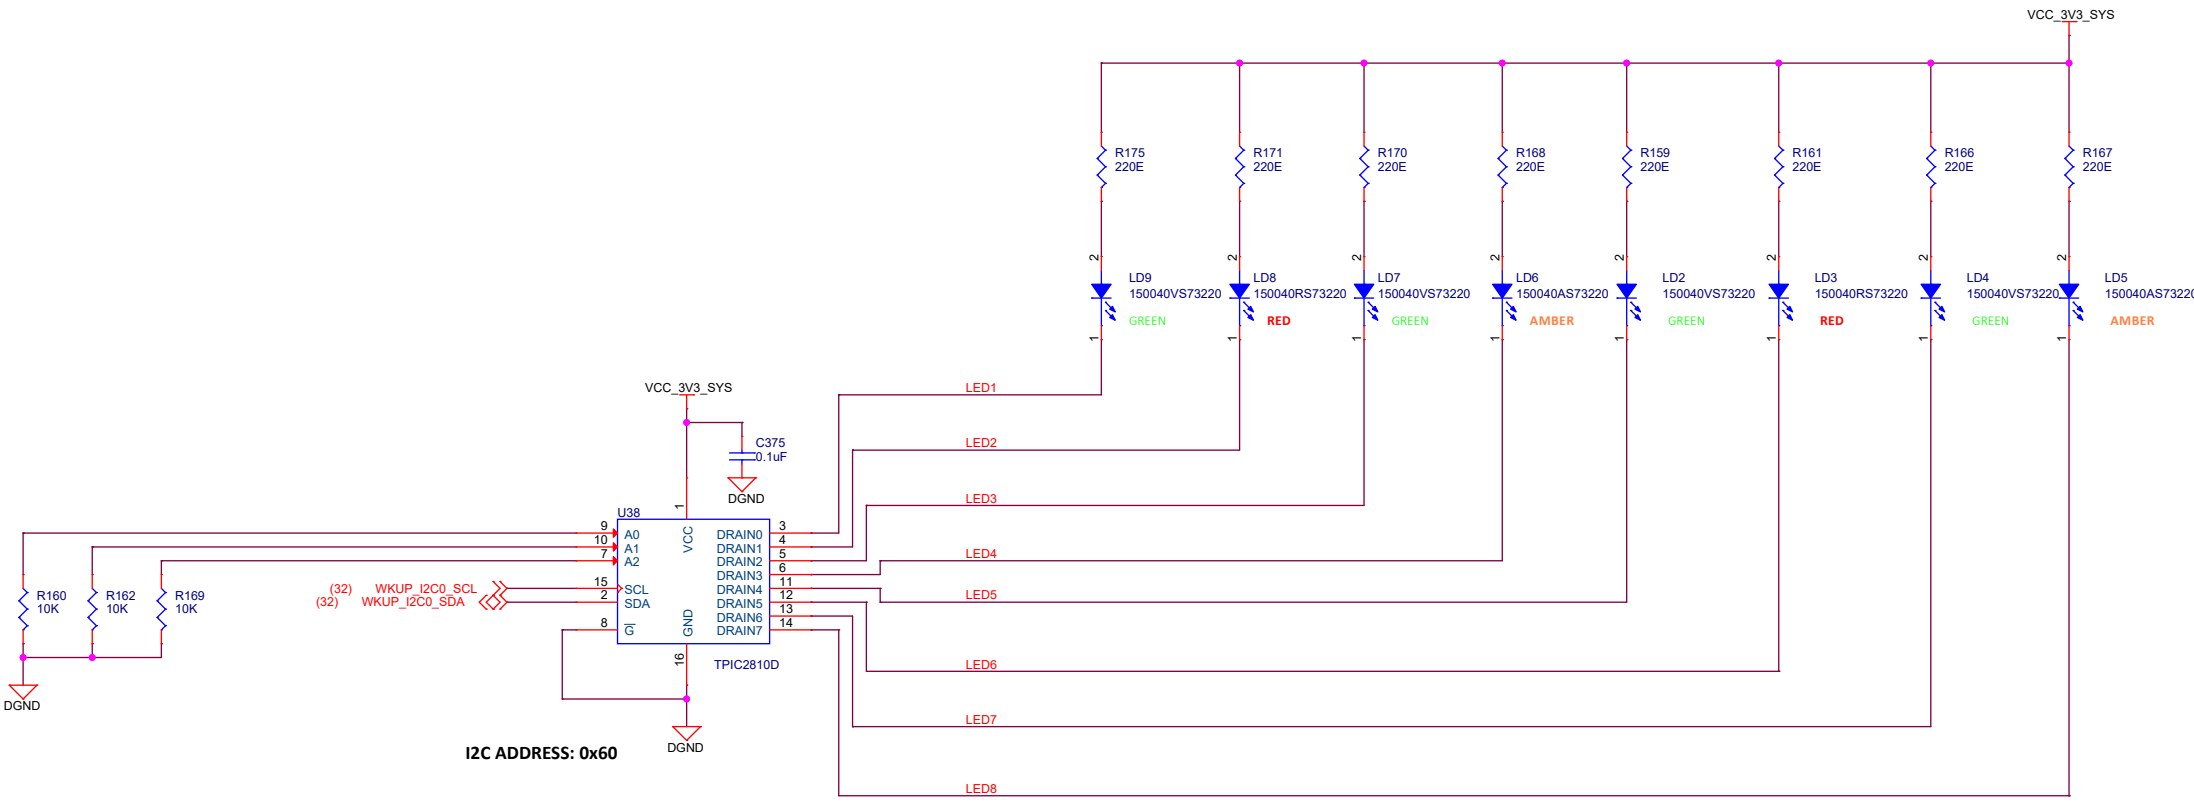 VCC_3V3_SYS
R175
220E
R171
220E
R170
220E
R168
220E
R159
220E
R161
220E
R166
220E
R167
220E
2
2
2
2
2
2
2
2
LD9
150040VS73220
GREEN
LD8
150040RS73220
RED
LD7
150040VS73220
GREEN
LD6
150040AS73220
AMBER
LD2
150040VS73220
GREEN
LD3
150040RS73220
RED
LD4
150040VS73220
GREEN
LD5
150040AS73220
AMBER
1
1
1
1
1
1
1
1
VCC_3V3_SYS
C375
0.1uF
DGND
LED1
LED2
LED3
LED4
LED5
LED6
LED7
LED8
U38
1
VCC
9 A0
10 A1
7 A2
15 SCL
2 SDA
8 G
GND
16
DRAIN0 3
DRAIN1 4
DRAIN2 5
DRAIN3 6
DRAIN4 11
DRAIN5 12
DRAIN6 13
DRAIN7 14
TPIC2810D
(32) WKUP_I2C0_SCL
(32) WKUP_I2C0_SDA
R160
10K
R162
10K
R169
10K
DGND
DGND
I2C ADDRESS: 0x60